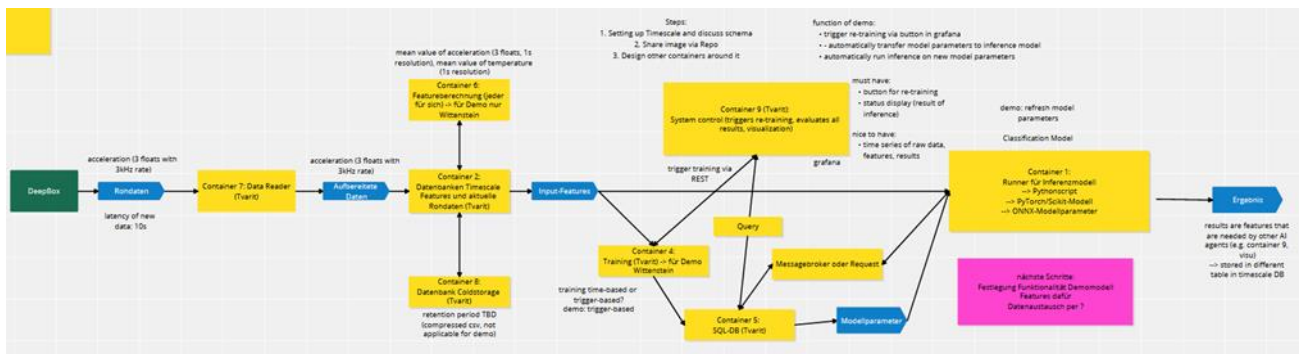 Steps:
1. Setting up Timescale and discuss schema
2. Share image via Repo
3. Design other containers around it
function of demo:
• trigger re-training via button in grafana
• - automatically transfer model parameters to inference model
• automatically run inference on new model parameters
mean value of acceleration (3 floats, 1s
resolution), mean value of temperature
(1s resolution)
Container 6:
Featureberechnung (jeder
für sich) -> für Demo nur
Wittenstein
must have:
• button for re-training
• status display (result of
inference)
nice to have:
• time series of raw data,
features, results
Container 9 (Tvarit)
System control (triggers re-training, evaluates all
results, visualization)
grafana
demo: refresh model
parameters
Classification Model
DeepBox
acceleration (3 floats with
3kHz rate)
Rondaten
latency of new
data: 10s
Container 7: Data Reader
(Tvarit)
acceleration (3 floats with
3kHz rate)
Aufbereitete
Daten
Container 2:
Datenbanken Timescale
Features und aktuelle
Rondaten (Tvarit)
Input-Features
trigger training via
REST
Container 1:
Runner für Inferenzmodell
--> Pythonscript
--> PyTorch/Scikit-Modell
--> ONNX-Modellparameter
Ergebnis
results are features that
are needed by other AI
agents (e.g. container 9,
visu)
--> stored in different
table in timescale DB
Query
Container 4:
Training (Tvarit) -> für Demo
Wittenstein
Messagebroker oder Request
training time-based or
trigger-based?
demo: trigger-based
Container 8:
Datenbank Coldstorage
(Tvarit)
retention period TBD
(compressed csv, not
applicable for demo)
Container 5:
SQL-DB (Tvarit)
Modellparameter
nächste Schritte:
Festlegung Funktionalität Demomodell
Features dafür
Datenaustausch per ?